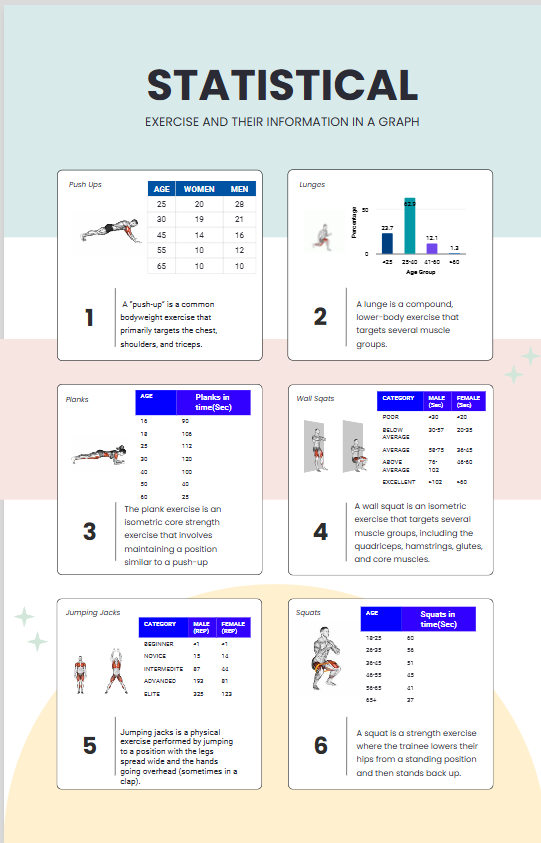 STATISTICAL
EXERCISE AND THEIR INFORMATION IN A GRAPH
Push Ups
AGE WOMEN MEN
25 20 28
30 19 21
45 14 16
55 10 12
65 10 10
1
A “push-up” is a common
bodyweight exercise that
primarily targets the chest,
shoulders, and triceps.
Lunges
Percentage
50
0
23.7
62.9
12.1
1.3
<25 25-40 41-60 >60
Age Group
2
A lunge is a compound,
lower-body exercise that
targets several muscle
groups.
Planks
AGE Planks in
time(Sec)
16 90
18 106
25 112
30 120
40 100
50 40
60 25
3
The plank exercise is an
isometric core strength
exercise that involves
maintaining a position
similar to a push-up
Wall Sqats
CATEGORY MALE
(Sec) FEMALE
(Sec)
POOR <30 <20
BELOW
AVERAGE 30-57 20-35
AVERAGE 58-75 36-45
ABOVE
AVERAGE 76-
102 46-60
EXCELLENT >102 >60
4
A wall squat is an isometric
exercise that targets several
muscle groups, including the
quadriceps, hamstrings, glutes,
and core muscles.
Jumping Jacks
CATEGORY MALE
(REP) FEMALE
(REP)
BEGINNER <1 <1
NOVICE 15 14
INTERMEDITE 87 44
ADVANCED 193 81
ELITE 325 123
5
Jumping jacks is a physical
exercise performed by jumping
to a position with the legs
spread wide and the hands
going overhead (sometimes in a
clap).
Squats
AGE Squats in
time(Sec)
18-25 60
26-35 56
36-45 51
46-55 45
56-65 41
65+ 37
6
A squat is a strength exercise
where the trainee lowers their
hips from a standing position
and then stands back up.